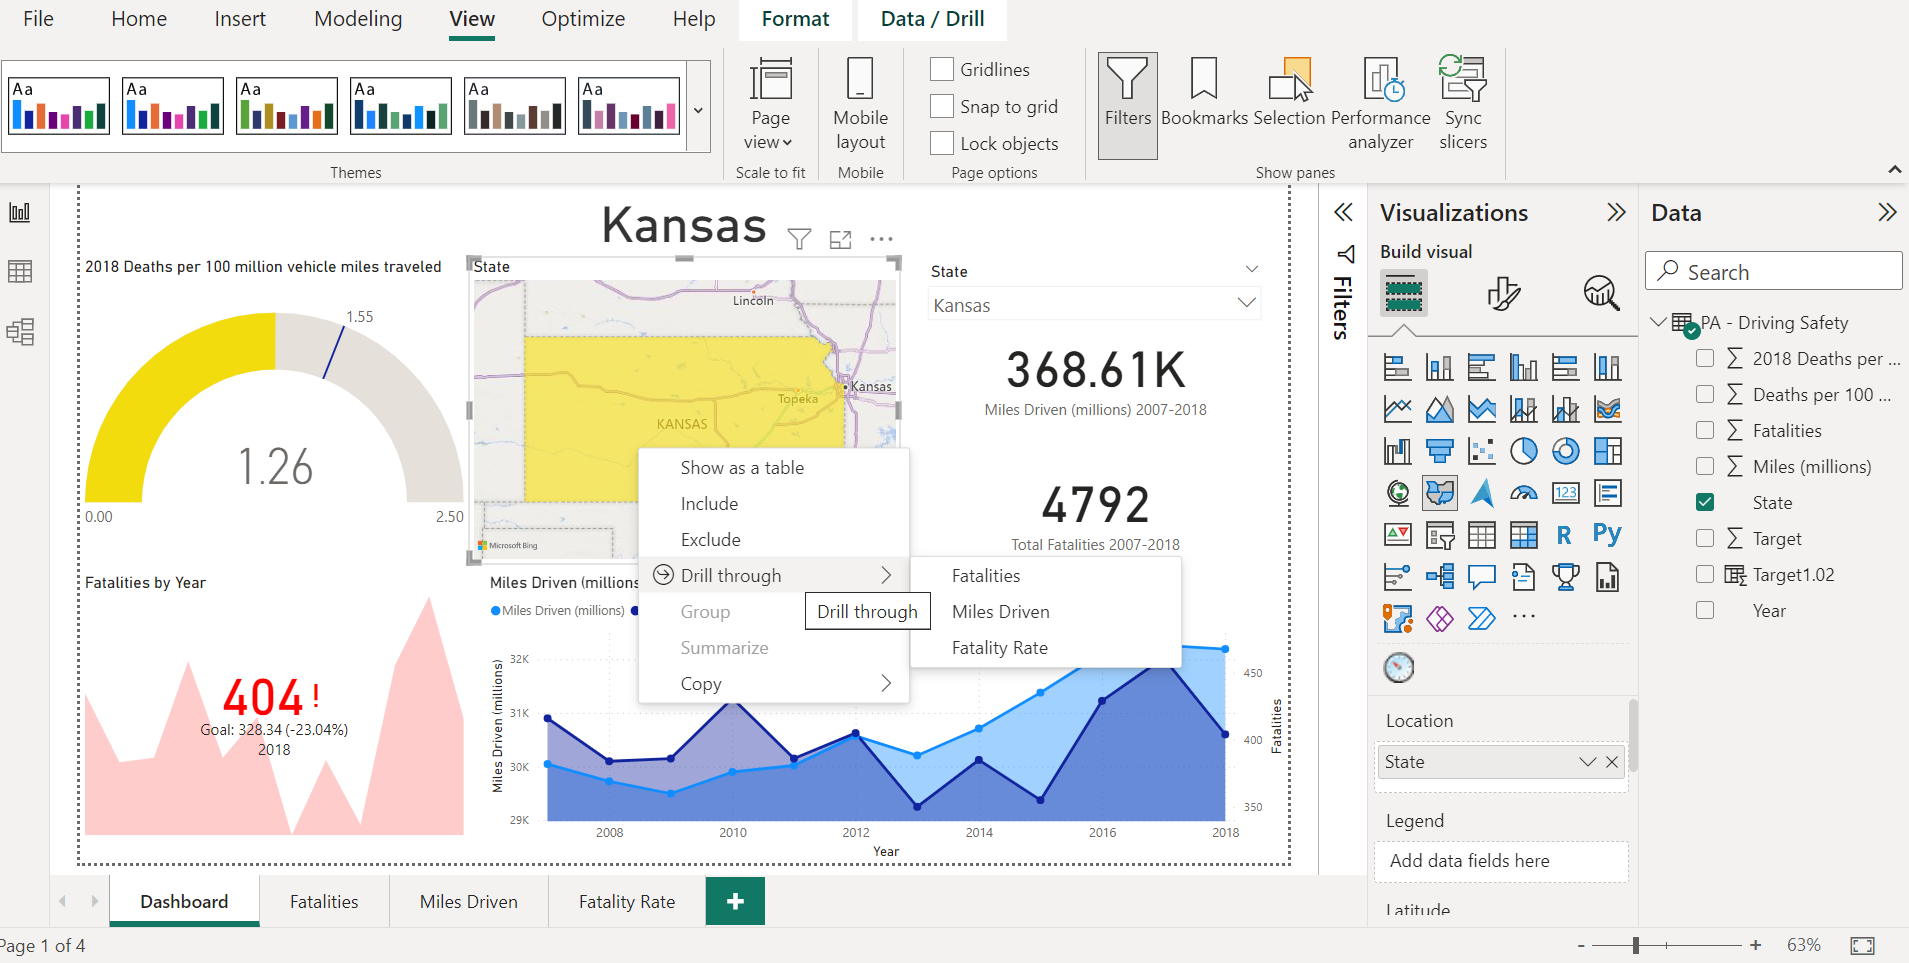 File Home Insert Modeling View Optimize Help Format Data / Drill
Aa Aa Aa Aa Aa Aa
Themes
Page view
Scale to fit
Mobile layout
Mobile
Gridlines
Snap to grid
Lock objects
Page options
Filters
Bookmarks
Selection
Performance analyzer
Sync slicers
Show panes
Kansas
2018 Deaths per 100 million vehicle miles traveled
1.55
1.26
0.00
2.50
State
Lincoln
Kansas
Topeka
KANSAS
Microsoft Bing
State
Kansas
368.61K
Miles Driven (millions) 2007-2018
4792
Total Fatalities 2007-2018
Show as a table
Include
Exclude
Drill through
Group
Summarize
Copy
Drill through
Fatalities
Miles Driven
Fatality Rate
Fatalities by Year
404 !
Goal: 328.34 (-23.04%)
2018
Miles Driven (millions
Miles Driven (millions)
Miles Driven (millions)
32K
31K
30K
29K
450
400
350
Fatalities
2008 2010 2012 2014 2016 2018
Year
Filters
Visualizations
Build visual
123
R
Py
Location
State
Legend
Add data fields here
Latitude
Data
Search
PA - Driving Safety
2018 Deaths per ...
Deaths per 100 ...
Fatalities
Miles (millions)
State
Target
Target1.02
Year
Dashboard Fatalities Miles Driven Fatality Rate +
Page 1 of 4
- + 63%